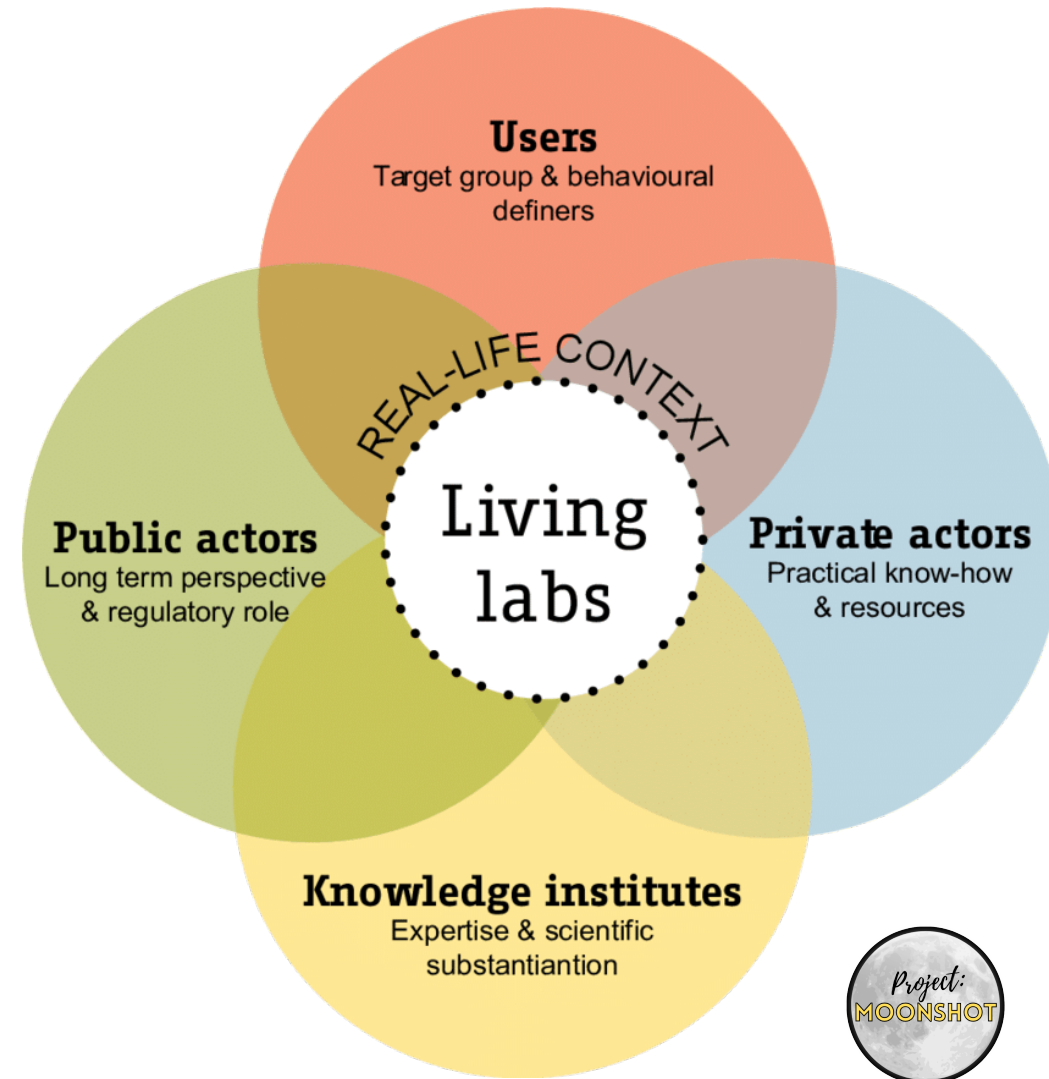 Users
Target group & behavioural
definers
REAL-LIFE CONTEXT
Living
labs
Public actors
Long term perspective
& regulatory role
Private actors
Practical know-how
& resources
Knowledge institutes
Expertise & scientific
substantiantion
Project:
MOONSHOT